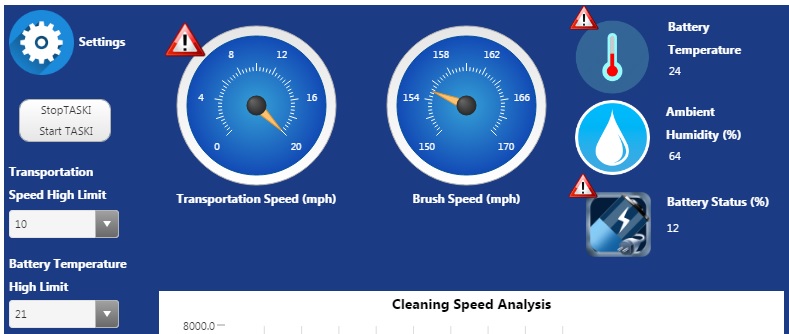 Settings
StopTASKI
Start TASKI
Transportation
Speed High Limit
10
Battery Temperature
High Limit
21
0
4
8
12
16
20
Transportation Speed (mph)
150
154
158
162
166
170
Brush Speed (mph)
Battery
Temperature
24
Ambient
Humidity (%)
64
Battery Status (%)
12
Cleaning Speed Analysis
8000.0